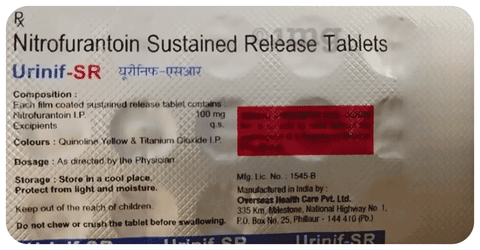 Rx
Nitrofurantoin Sustained Release Tablets
Urinif-SR यूरोनिफ-एसआर
Composition :
Each film coated sustained release tablet contains
Nitrofurantoin I.P. 100 mg
Excipients q.s.
Colours : Quinoline Yellow & Titanium Dioxide I.P.
Dosage : As directed by the Physician
Storage : Store in a cool place.
Protect from light and moisture.
Keep out of the reach of children.
Do not chew or crush the tablet before swallowing.
Mfg. Lic. No. : 1545-B
Manufactured in India by :
Overseas Health Care Pvt. Ltd.
335 Km, Milestone, National Highway No. 1,
P.O. Box No. 25, Phillaur - 144 410 (Pb.)
Urinif-SR Urinif-SR